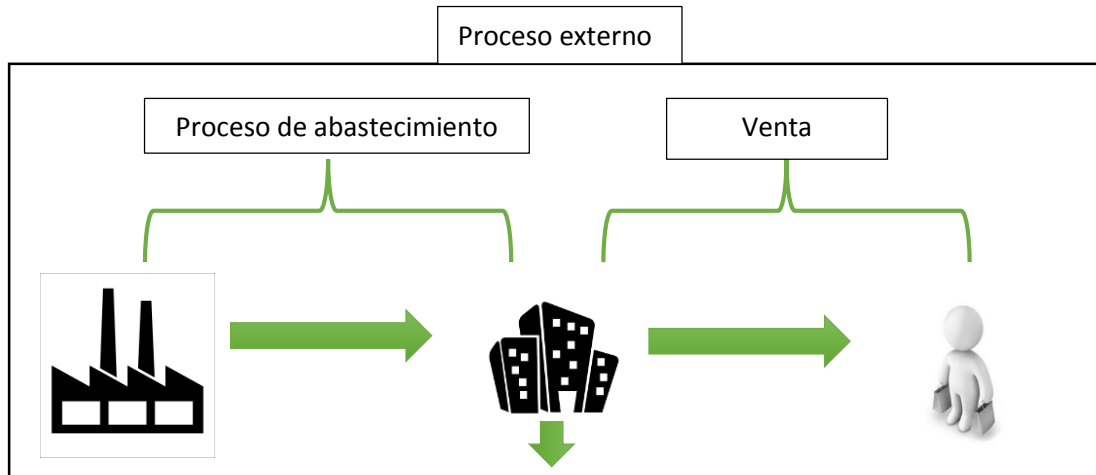 Proceso externo
Proceso de abastecimiento
Venta